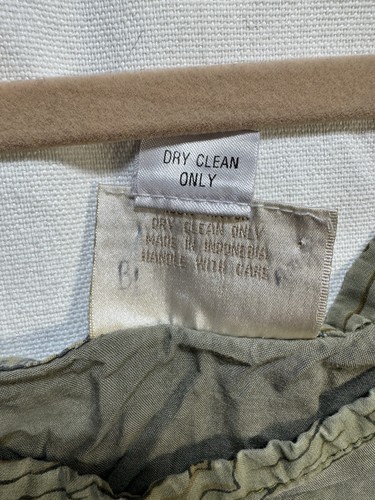 DRY CLEAN
ONLY
DRY CLEAN ONLY
MADE IN INDONESIA
HANDLE WITH CARE
B